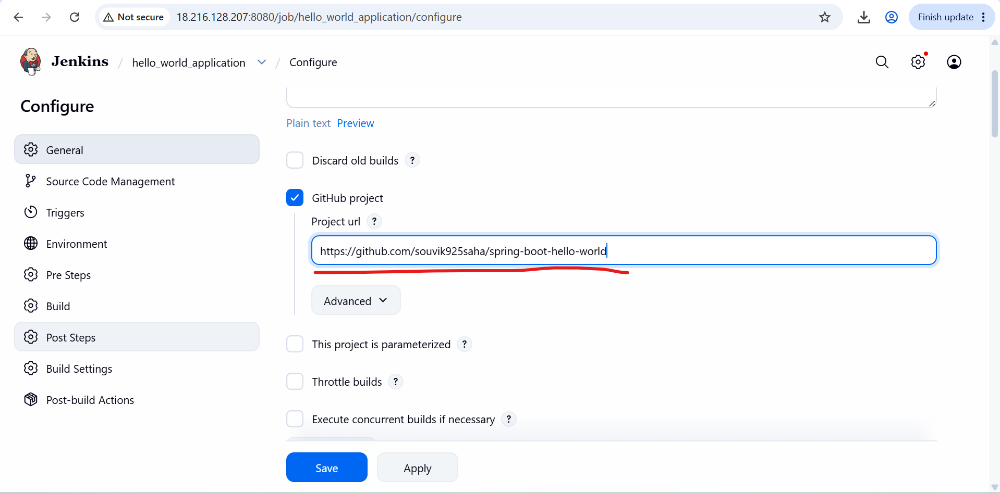 Not secure 18.216.128.207:8080/job/hello_world_application/configure Finish update
Jenkins / hello_world_application / Configure
Configure
General
Source Code Management
Triggers
Environment
Pre Steps
Build
Post Steps
Build Settings
Post-build Actions
Plain text Preview
Discard old builds ?
GitHub project
Project url ?
https://github.com/souvik925saha/spring-boot-hello-world
Advanced
This project is parameterized ?
Throttle builds ?
Execute concurrent builds if necessary ?
Save Apply